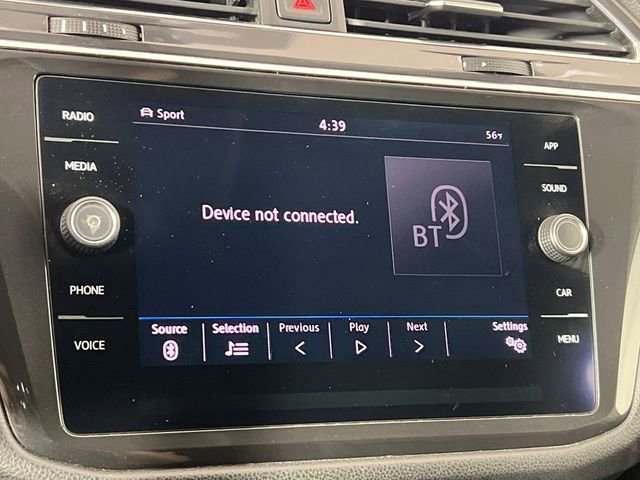 RADIO
MEDIA
PHONE
VOICE
Sport
4:39
56°F
Device not connected.
BT
Source
Selection
Previous
Play
Next
Settings
APP
SOUND
CAR
MENU